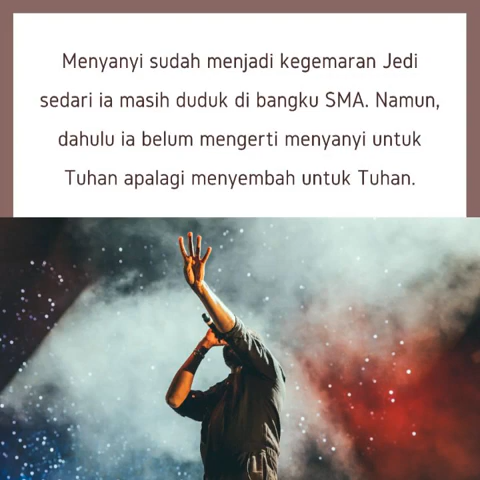 Menyanyi sudah menjadi kegemaran Jedi
sedari ia masih duduk di bangku SMA. Namun,
dahulu ia belum mengerti menyanyi untuk
Tuhan apalagi menyembah untuk Tuhan.